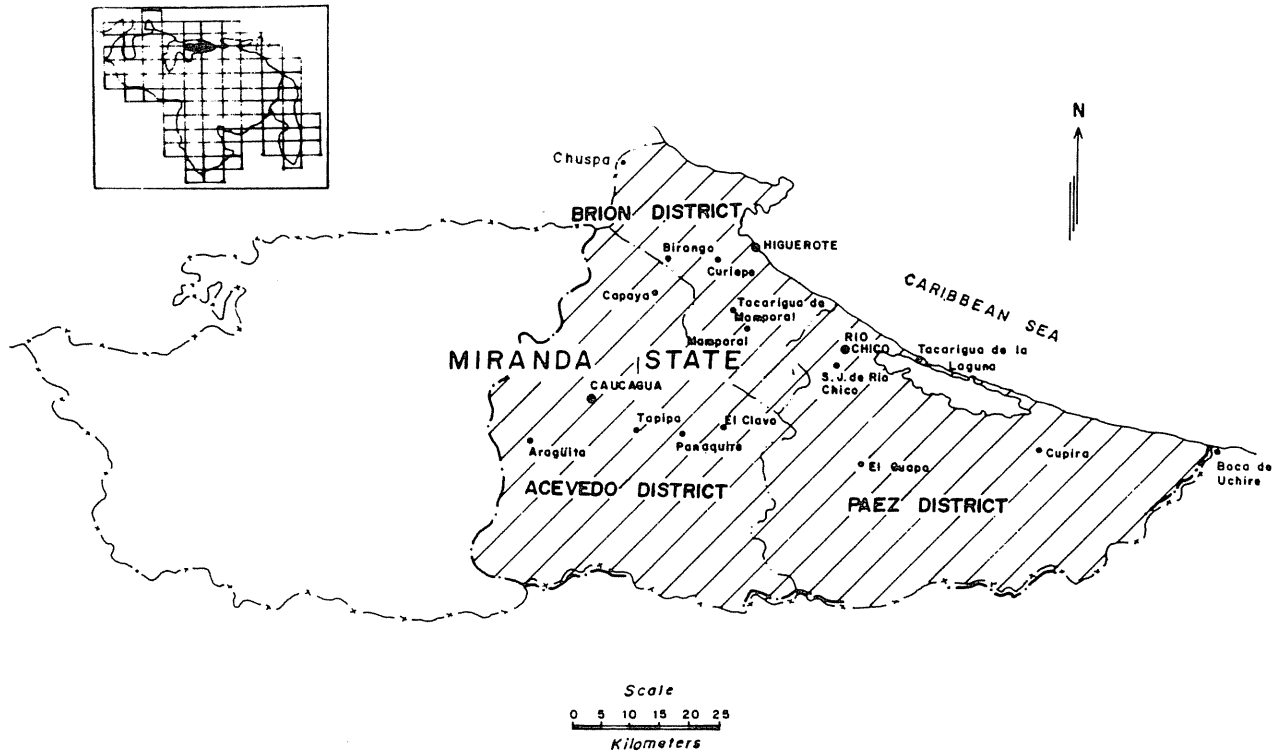 N
Chuspa
BRION DISTRICT
HIGUEROTE
Birongo
Curiepe
CARIBBEAN SEA
Capaya
Tacarigua de
Mamporal
Mamporal
RIO
CHICO
Tacarigua de la
Laguna
MIRANDA STATE
S. J. de Rio
Chico
CAUCAGUA
Tapipa
El Clavo
Panaquire
Aragüita
El Guapo
Cupira
Boca de
Uchire
ACEVEDO DISTRICT
PAEZ DISTRICT
Scale
0 5 10 15 20 25
Kilometers